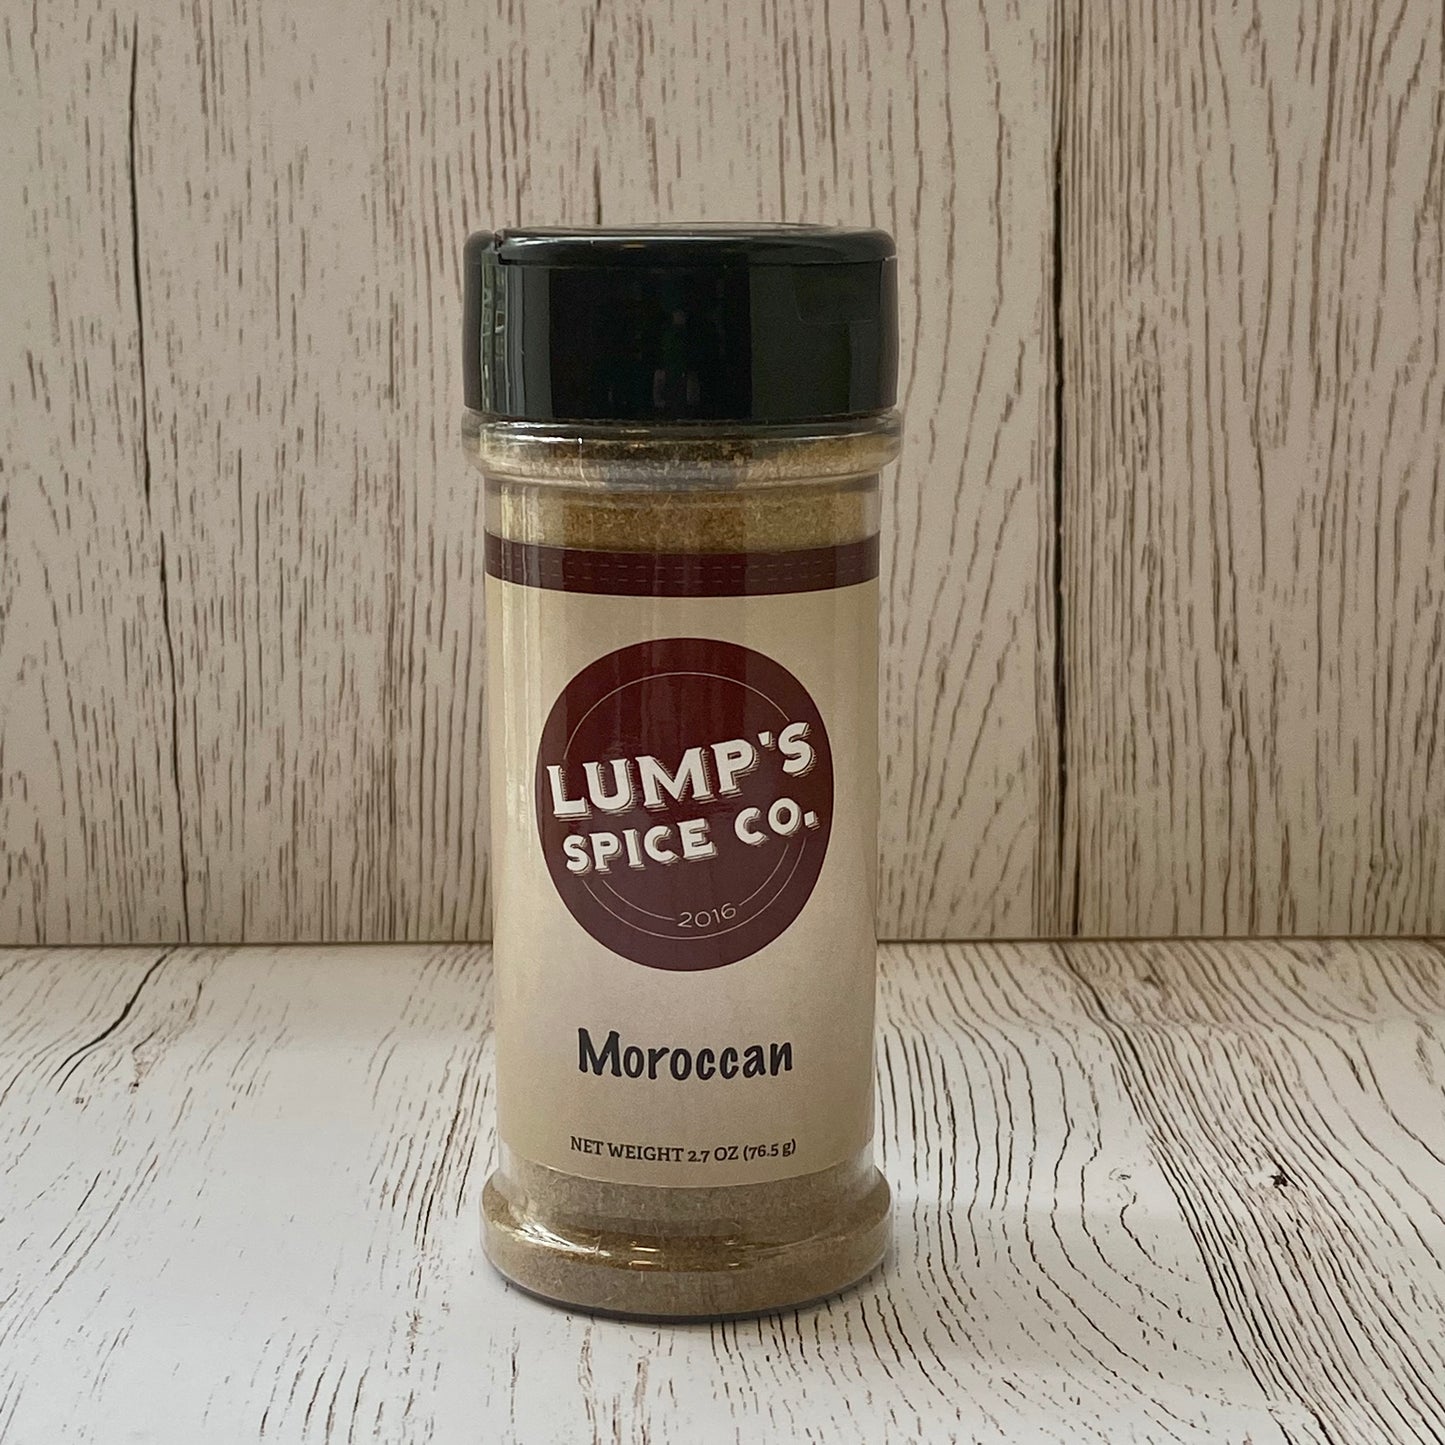 LUMP'S
SPICE CO.
2016
Moroccan
NET WEIGHT 2.7 OZ (76.5 g)